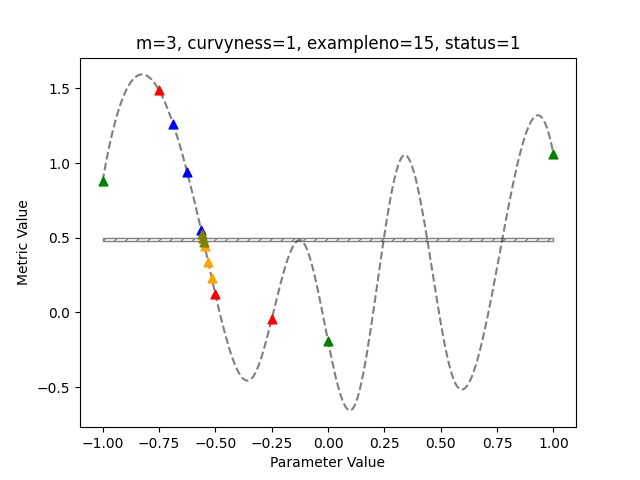 m=3, curvyness=1, exampleno=15, status=1
Metric Value
1.5
1.0
0.5
0.0
−0.5
−1.00 −0.75 −0.50 −0.25 0.00 0.25 0.50 0.75 1.00
Parameter Value